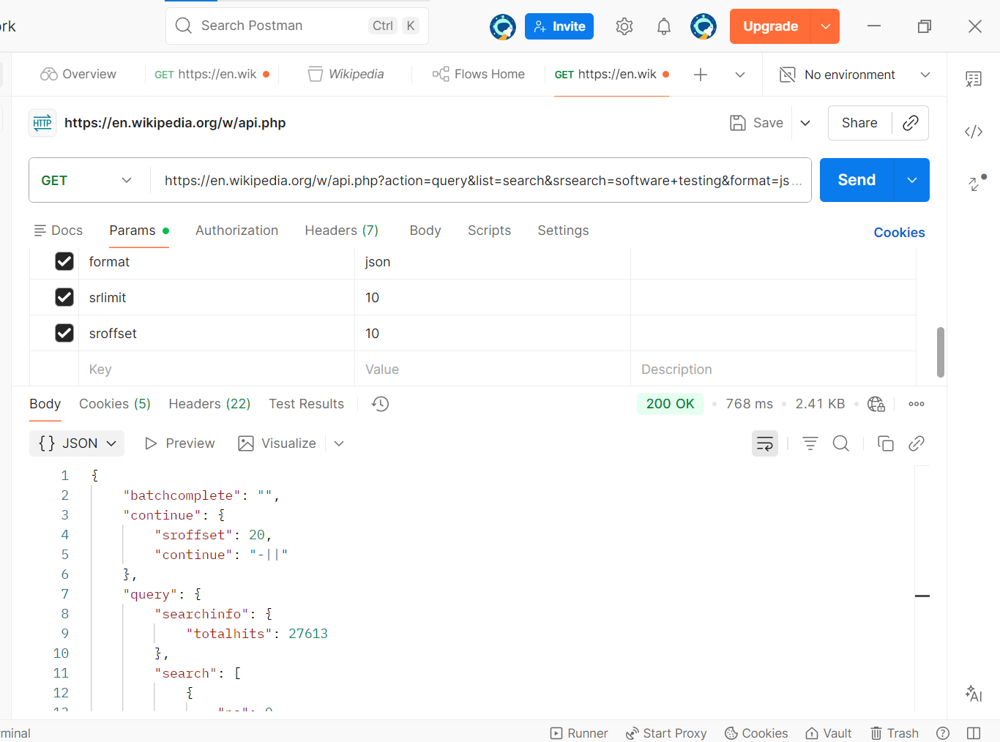 rk
Search Postman Ctrl K
Invite
Upgrade
Overview
GET https://en.wik
Wikipedia
Flows Home
GET https://en.wik
No environment
HTTP https://en.wikipedia.org/w/api.php
Save
Share
GET
https://en.wikipedia.org/w/api.php?action=query&list=search&srsearch=software+testing&format=js ...
Send
Docs Params Authorization Headers (7) Body Scripts Settings Cookies
format json
srlimit 10
sroffset 10
Key Value Description
Body Cookies (5) Headers (22) Test Results
200 OK 768 ms 2.41 KB
{} JSON Preview Visualize
1 {
2 "batchcomplete": "",
3 "continue": {
4 "sroffset": 20,
5 "continue": "-||"
6 },
7 "query": {
8 "searchinfo": {
9 "totalhits": 27613
10 },
11 "search": [
12 {
13 "ns": 0
AI
minal
Runner Start Proxy Cookies Vault Trash